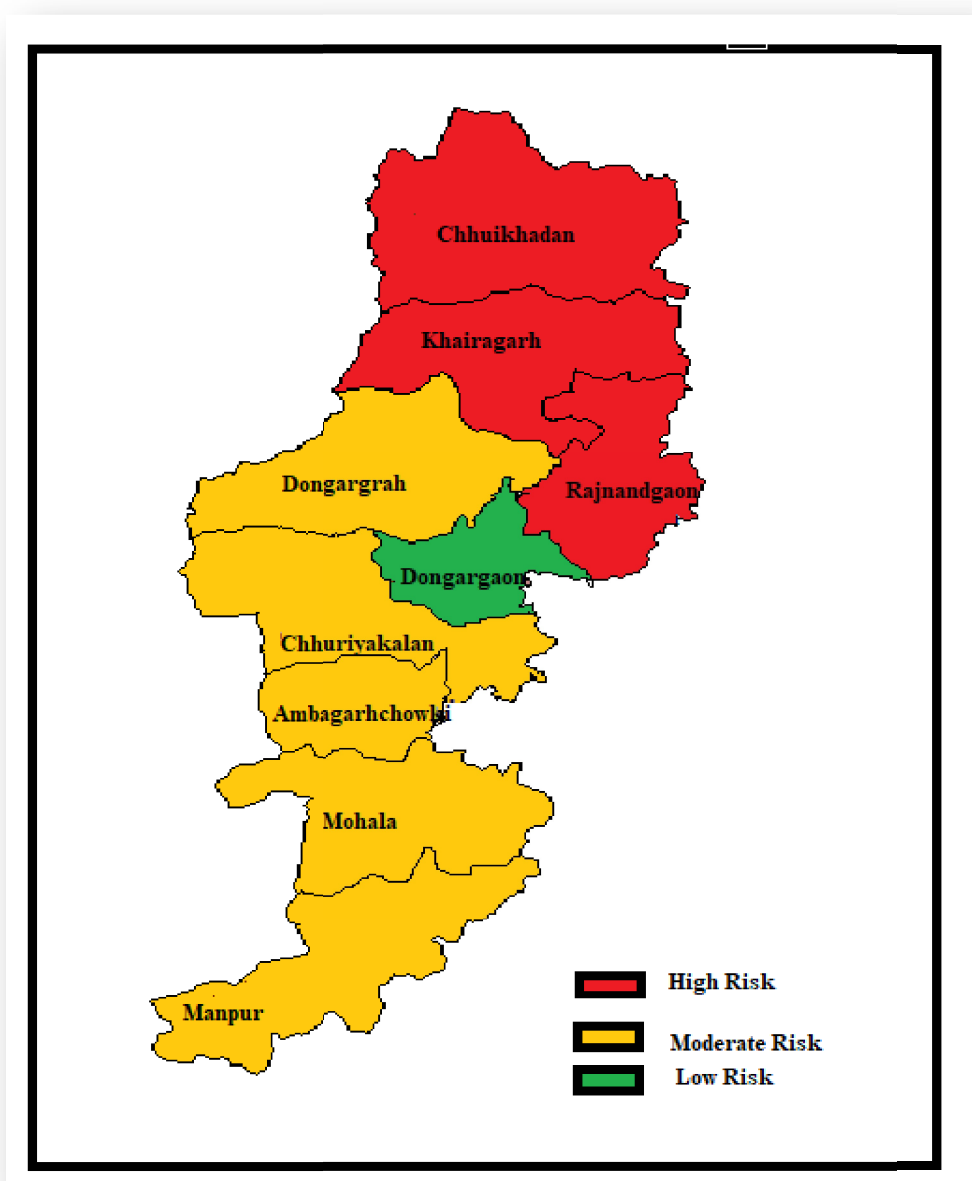 Chhuikhadan
Khairagarh
Dongargrah
Rajnandgaon
Dongargaon
Chhuriyakalan
Ambagarhchowki
Mohala
Manpur
High Risk
Moderate Risk
Low Risk